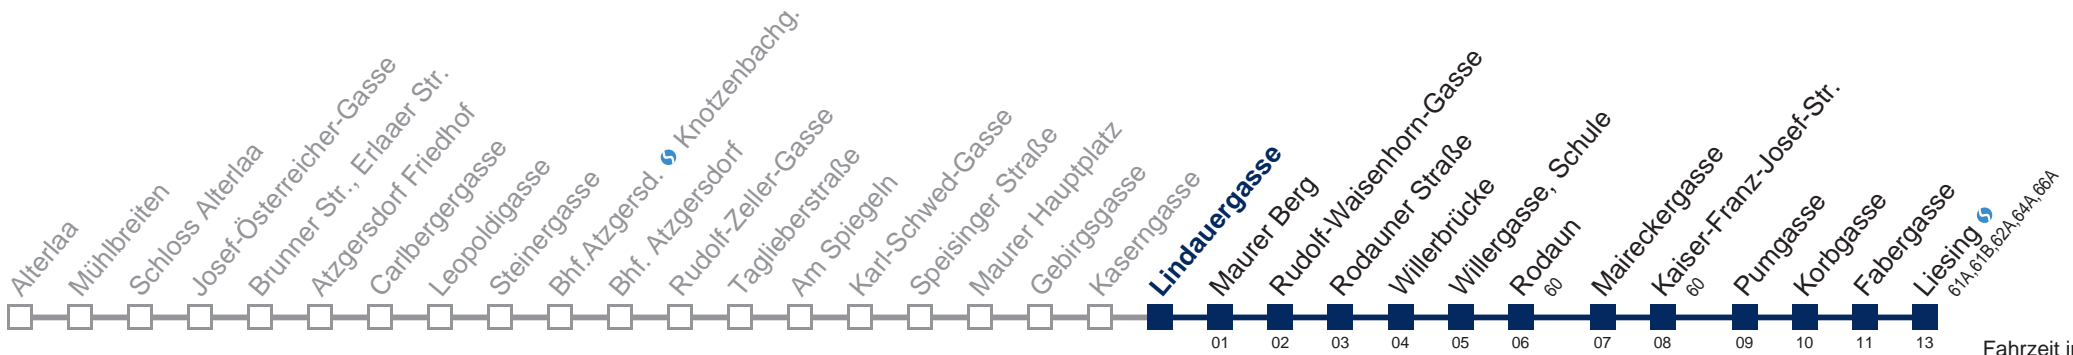 Alterlaa
Mühlbreiten
Schloss Alterlaa
Josef-Österreicher-Gasse
Brunner Str., Erlaaer Str.
Atzgersdorf Friedhof
Carlbergergasse
Leopoldigasse
Steinergasse
Bhf.Atzgersd. Knotzenbachg.
Bhf. Atzgersdorf
Rudolf-Zeller-Gasse
Taglieberstraße
Am Spiegeln
Karl-Schwed-Gasse
Speisinger Straße
Maurer Hauptplatz
Gebirgsgasse
Kaserngasse
Lindauergasse
Maurer Berg
01
Rudolf-Waisenhorn-Gasse
02
Rodauner Straße
03
Willerbrücke
04
Willergasse, Schule
05
Rodaun
60
06
Maireckergasse
07
Kaiser-Franz-Josef-Str.
60
08
Pumgasse
09
Korbgasse
10
Fabergasse
11
Liesing
61A,61B,62A,64A,66A
13
Fahrzeit